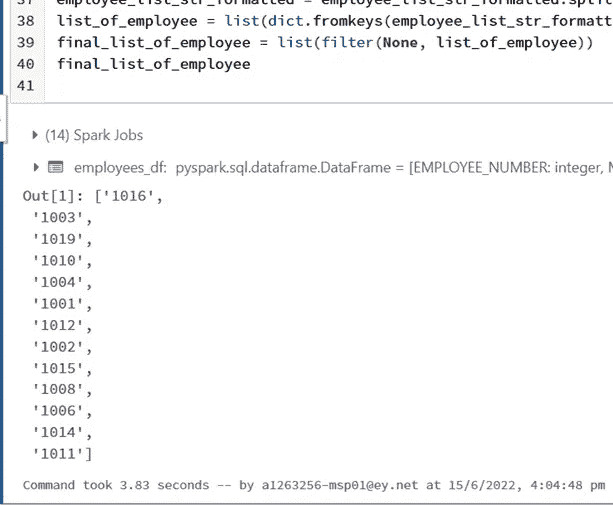 37 employee_list_str_formatted = employee_list_str_formatted.split
38 list_of_employee = list(dict.fromkeys(employee_list_str_formatt
39 final_list_of_employee = list(filter(None, list_of_employee))
40 final_list_of_employee
41
(14) Spark Jobs
employees_df: pyspark.sql.dataframe.DataFrame = [EMPLOYEE_NUMBER: integer, M
Out[1]: ['1016',
'1003',
'1019',
'1010',
'1004',
'1001',
'1012',
'1002',
'1015',
'1008',
'1006',
'1014',
'1011']
Command took 3.83 seconds -- by a1263256-msp01@ey.net at 15/6/2022, 4:04:48 pm